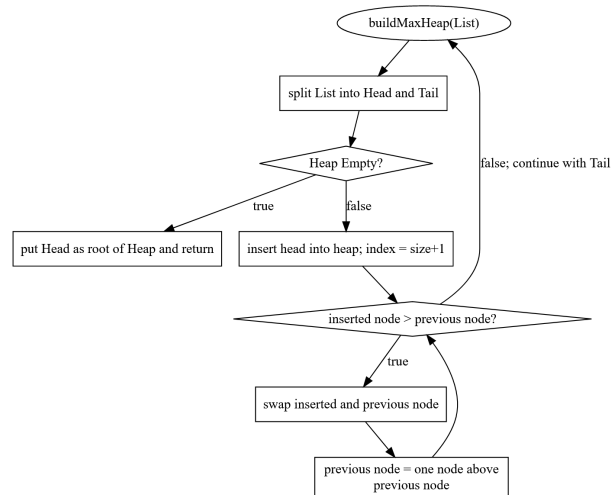 buildMaxHeap(List)
split List into Head and Tail
Heap Empty?
false; continue with Tail
true
false
put Head as root of Heap and return
insert head into heap; index = size+1
inserted node > previous node?
true
swap inserted and previous node
previous node = one node above
previous node